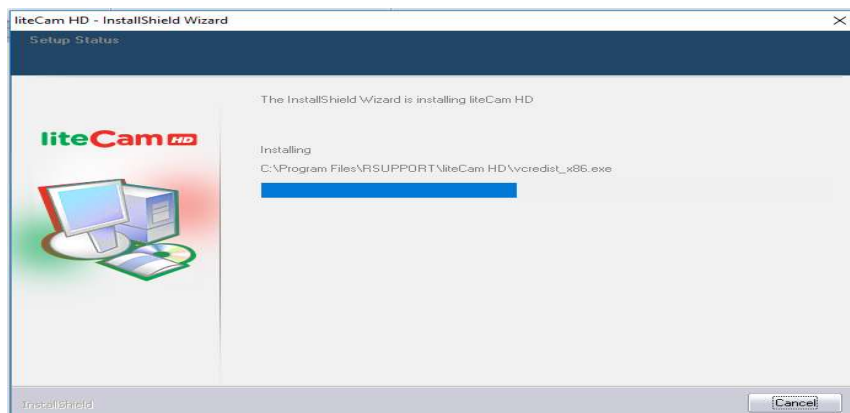 liteCam HD - InstallShield Wizard
Setup Status
The InstallShield Wizard is installing liteCam HD
liteCam HD
Installing
C:\Program Files\RSUPPORT\liteCam HD\vcredist_x86.exe
InstallShield
Cancel